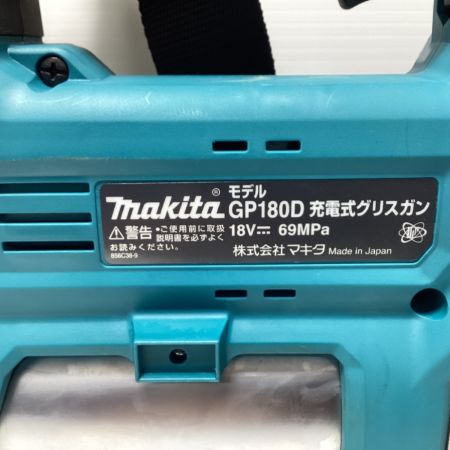 モデル
makita® GP180D 充電式グリスガン
⚠警告 •ご使用前に取扱説明書を必ずよくお読みください。
18V⎓ 69MPa
株式会社マキタ Made in Japan
856C38-9